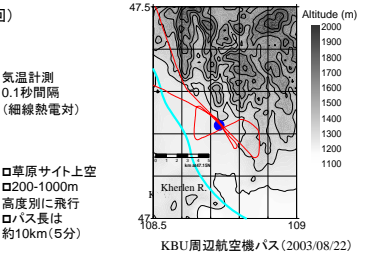 回)
気温計測
0.1秒間隔
(細線熱電対)
草原サイト上空
200-1000m
高度別に飛行
パス長は
約10km(5分)
47.5
Altitude (m)
2000
1900
1800
1700
1600
1500
1400
1300
1200
1100
Kherlen R.
47
108.5
109
KBU周辺航空機パス(2003/08/22)